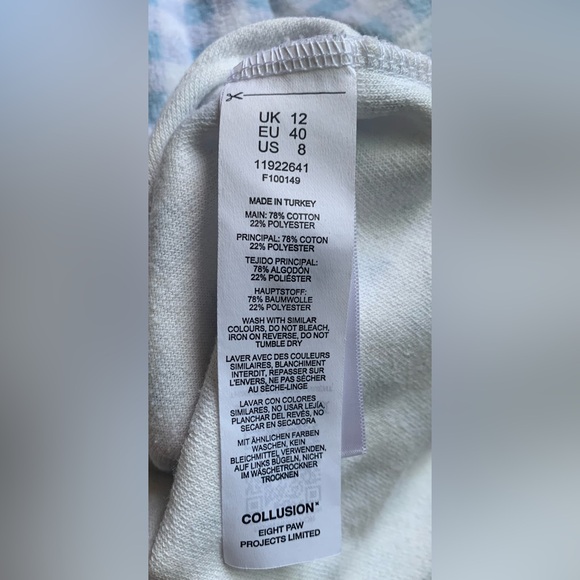 UK 12
EU 40
US 8
11922641
F100149
MADE IN TURKEY
MAIN: 78% COTTON
22% POLYESTER
PRINCIPAL: 78% COTON
22% POLYESTER
TEJIDO PRINCIPAL:
78% ALGODÓN
22% POLIÉSTER
HAUPTSTOFF:
78% BAUMWOLLE
22% POLYESTER
WASH WITH SIMILAR
COLOURS, DO NOT BLEACH,
IRON ON REVERSE, DO NOT
TUMBLE DRY
LAVER AVEC DES COULEURS
SIMILAIRES, BLANCHIMENT
INTERDIT, REPASSER SUR
L'ENVERS, NE PAS SÉCHER
AU SÈCHE-LINGE
LAVAR CON COLORES
SIMILARES, NO USAR LEJÍA,
PLANCHAR DEL REVÉS, NO
SECAR EN SECADORA
MIT ÄHNLICHEN FARBEN
WASCHEN, KEIN
BLEICHMITTEL VERWENDEN,
AUF LINKS BÜGELN, NICHT
IM WÄSCHETROCKNER
TROCKNEN
COLLUSION™
EIGHT PAW
PROJECTS LIMITED